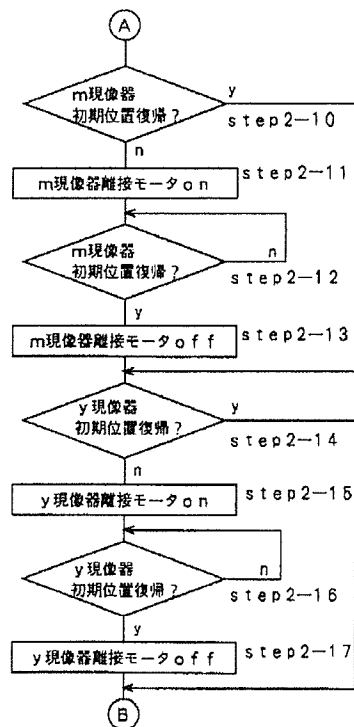 A
m現像器
初期位置復帰？
y
step2-10
n
m現像器離接モータon
step2-11
m現像器
初期位置復帰？
n
step2-12
y
m現像器離接モータoff
step2-13
y現像器
初期位置復帰？
y
step2-14
n
y現像器離接モータon
step2-15
y現像器
初期位置復帰？
n
step2-16
y
y現像器離接モータoff
step2-17
B